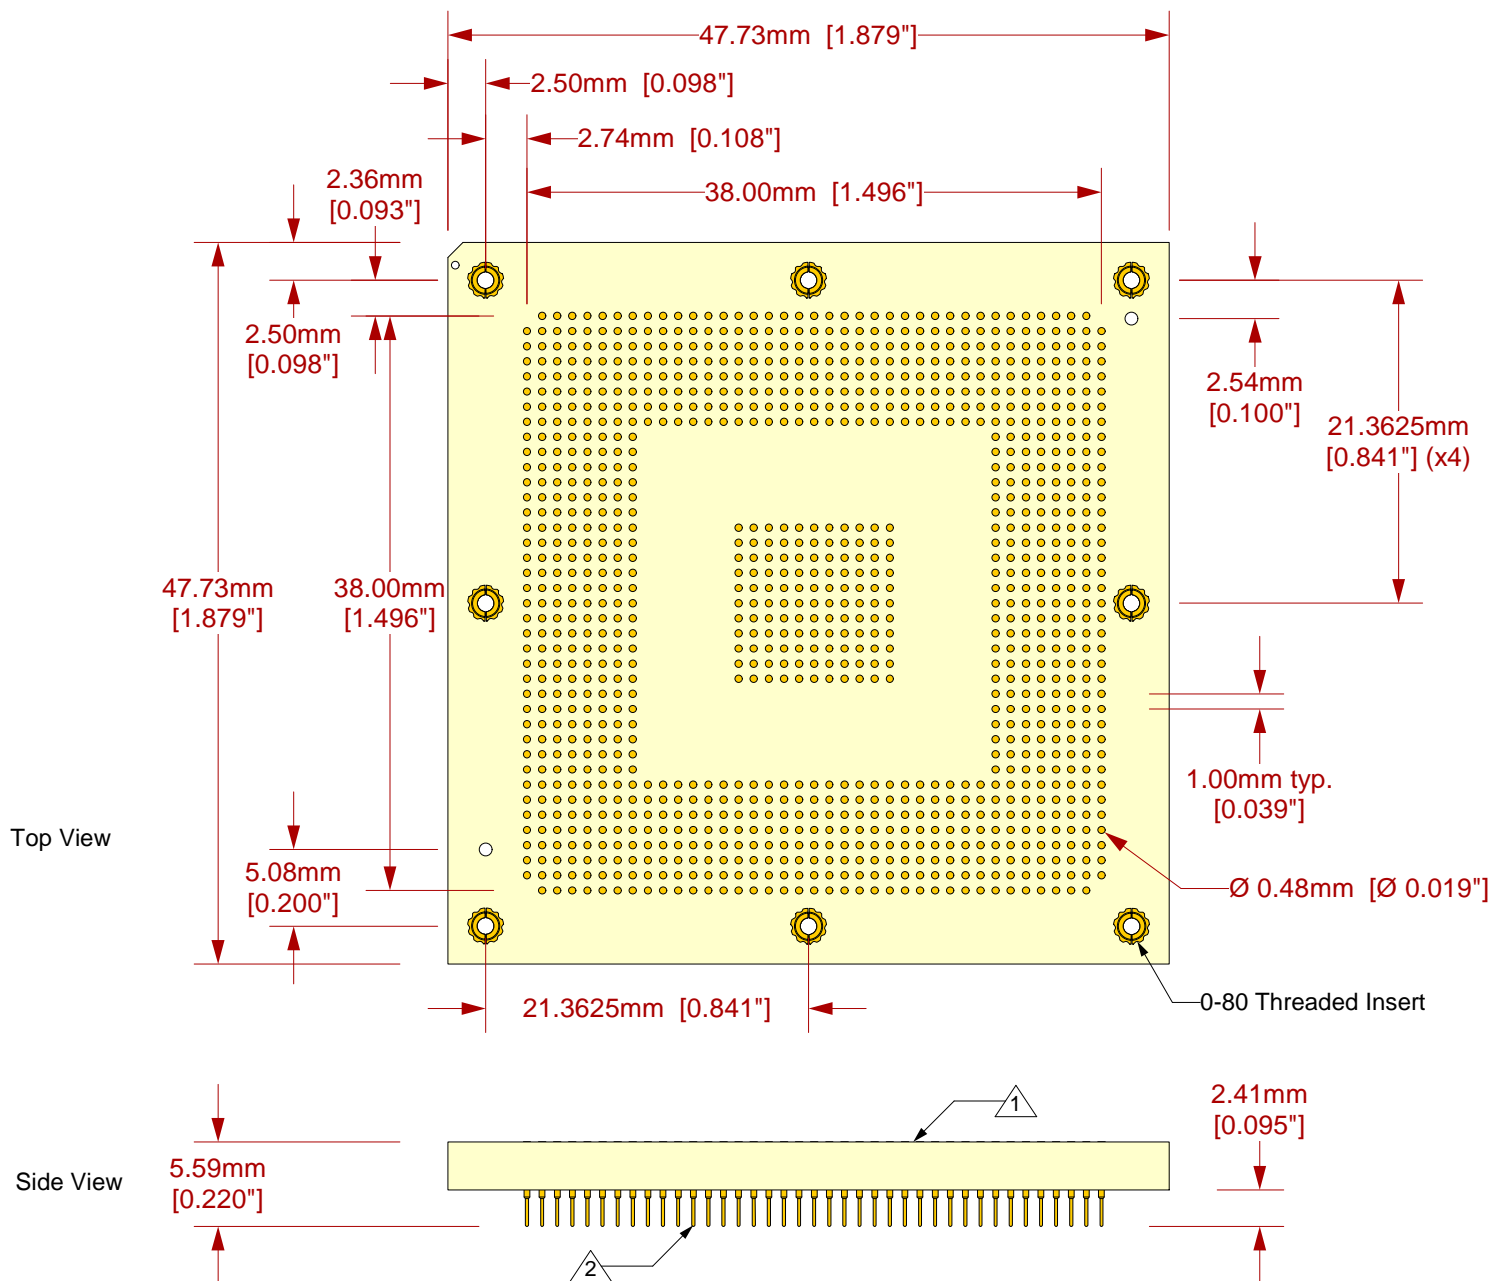 47.73mm [1.879"]
2.50mm [0.098"]
2.74mm [0.108"]
2.36mm
[0.093"]
38.00mm [1.496"]
2.50mm
[0.098"]
2.54mm
[0.100"]
21.3625mm
[0.841"] (x4)
47.73mm
[1.879"]
38.00mm
[1.496"]
1.00mm typ.
[0.039"]
Top View
5.08mm
[0.200"]
Ø 0.48mm [Ø 0.019"]
21.3625mm [0.841"]
0-80 Threaded Insert
1
2.41mm
[0.095"]
5.59mm
[0.220"]
Side View
2